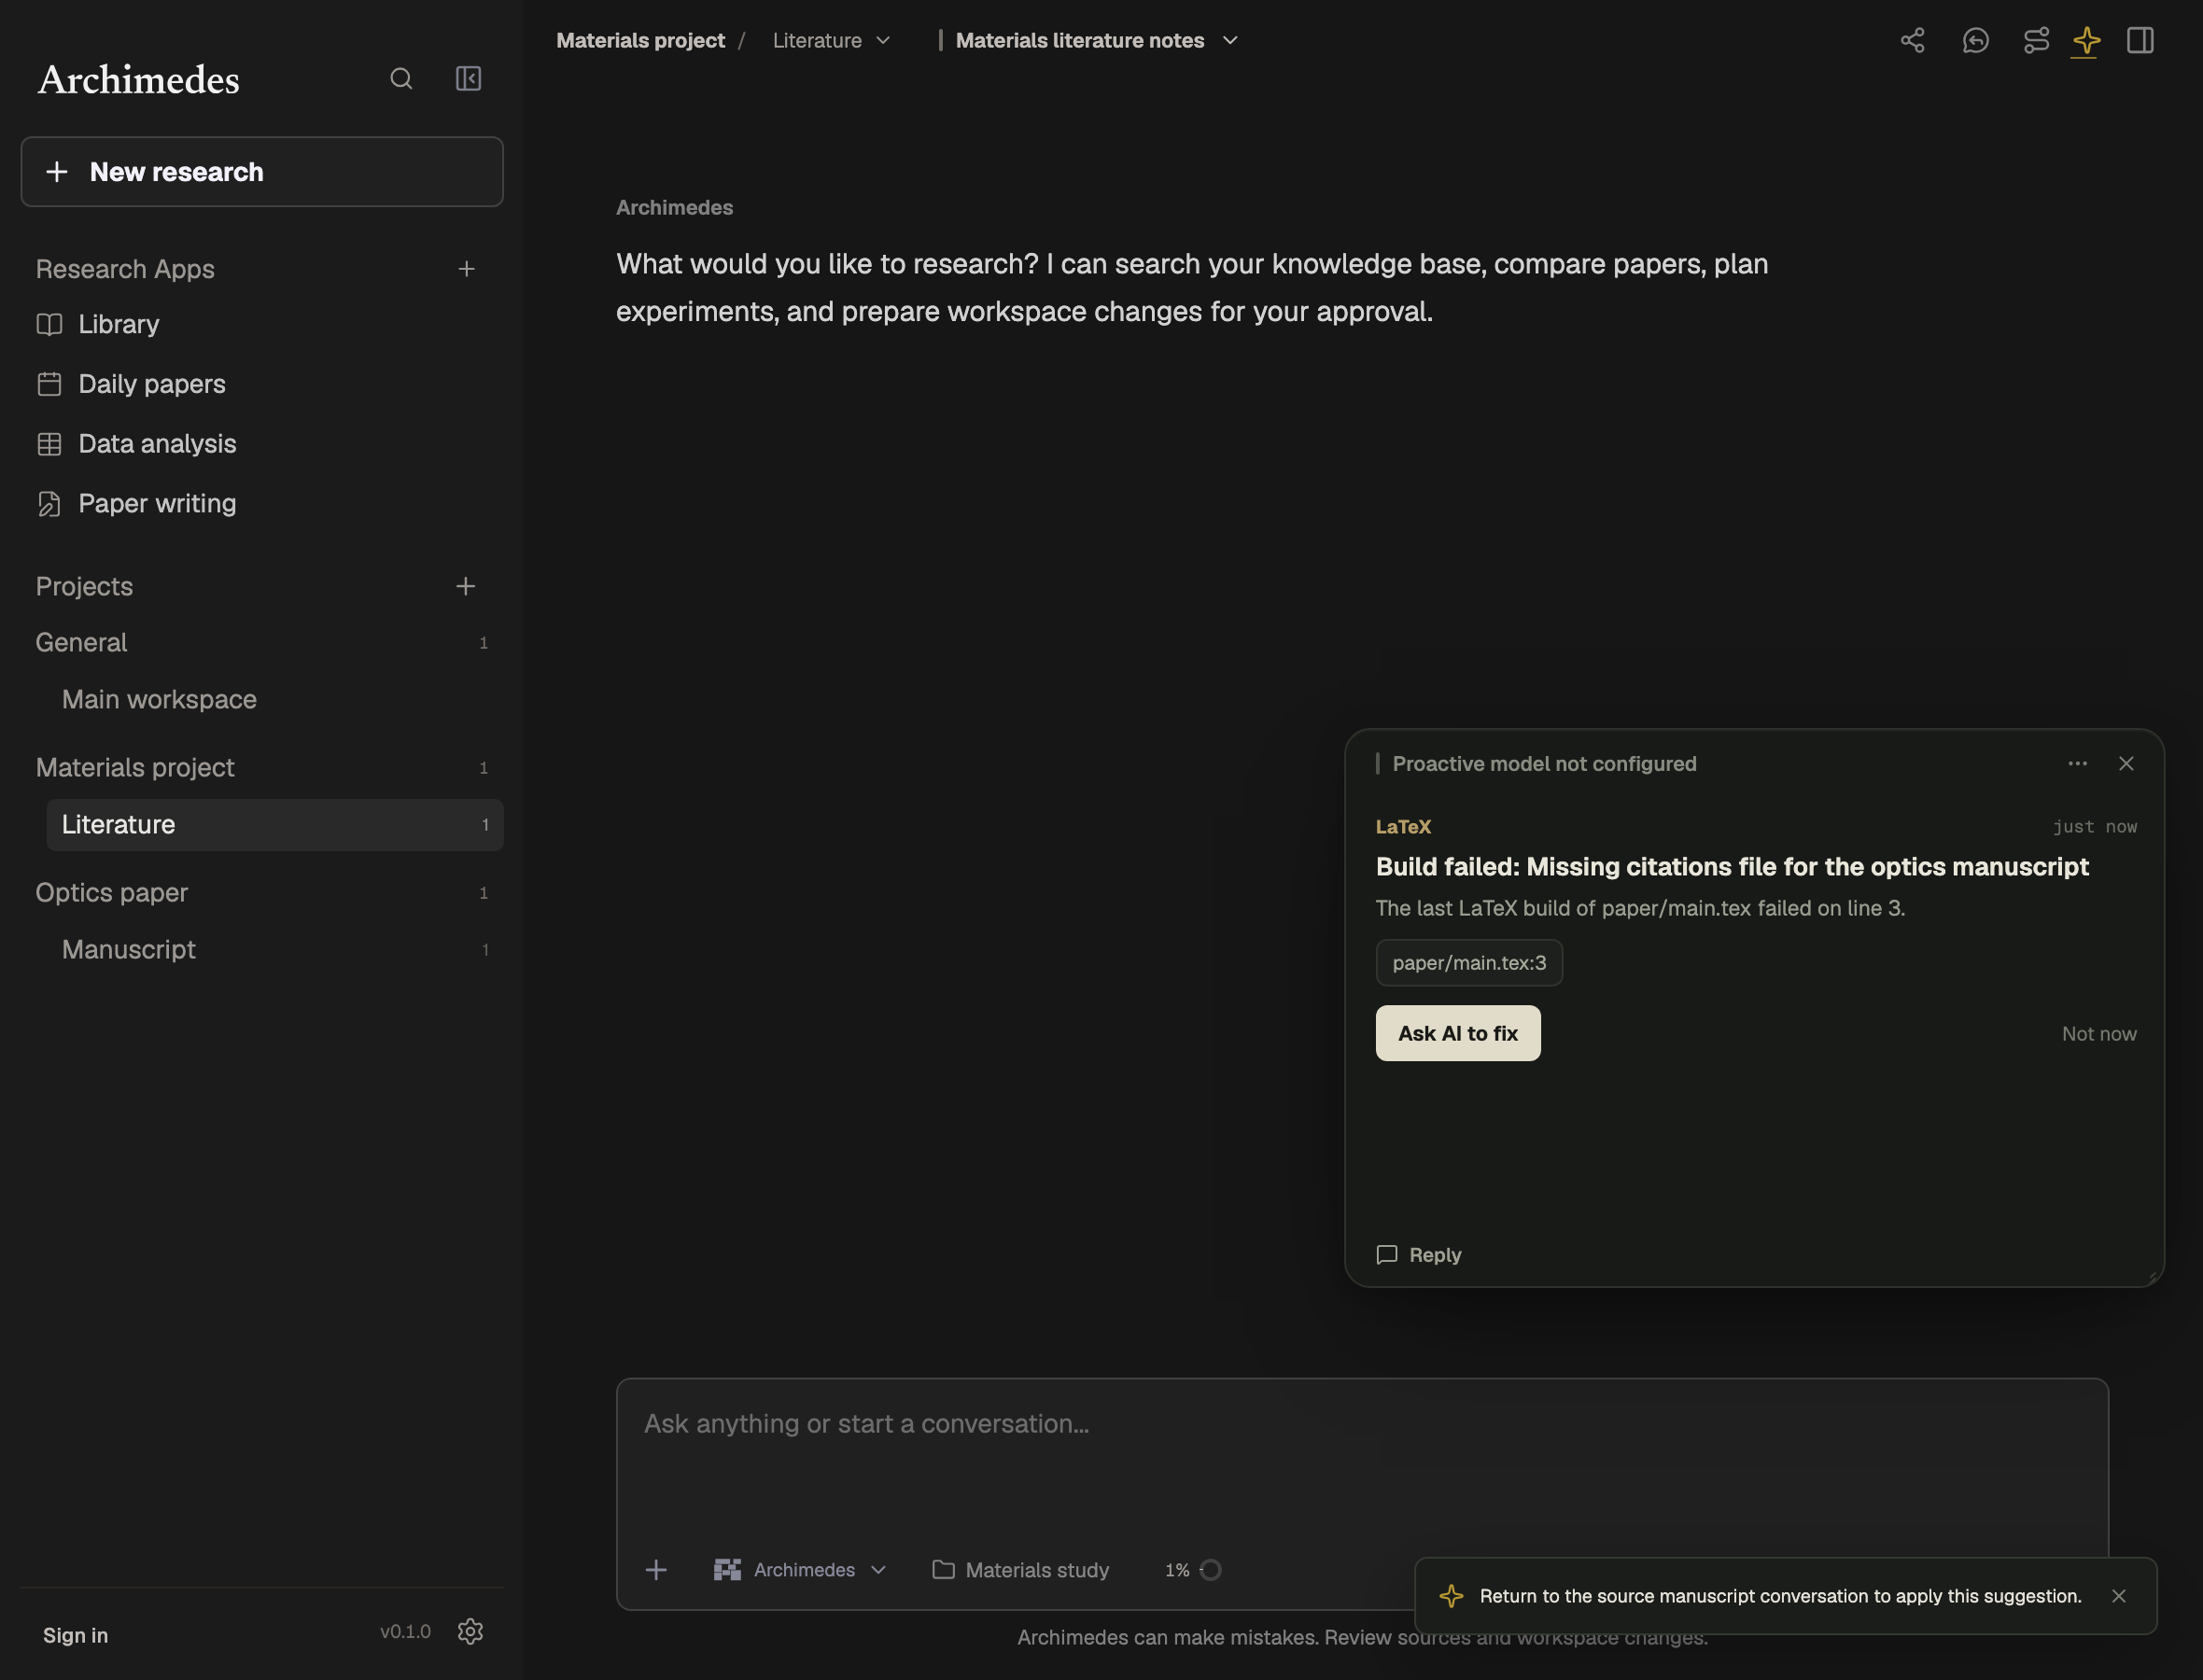 Archimedes
New research
Research Apps
Library
Daily papers
Data analysis
Paper writing
Projects
General 1
Main workspace
Materials project 1
Literature 1
Optics paper 1
Manuscript 1
Sign in v0.1.0
Materials project / Literature Materials literature notes
Archimedes
What would you like to research? I can search your knowledge base, compare papers, plan
experiments, and prepare workspace changes for your approval.
Proactive model not configured
LaTeX just now
Build failed: Missing citations file for the optics manuscript
The last LaTeX build of paper/main.tex failed on line 3.
paper/main.tex:3
Ask AI to fix Not now
Reply
Ask anything or start a conversation...
Archimedes Materials study 1%
Return to the source manuscript conversation to apply this suggestion.
Archimedes can make mistakes. Review sources and workspace changes.